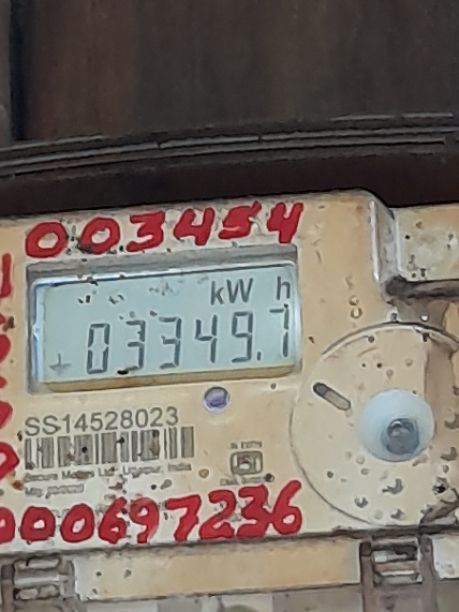 003454
kW h
03349.7
SS14528023
Secure Meters Ltd., Udaipur, India
000697236